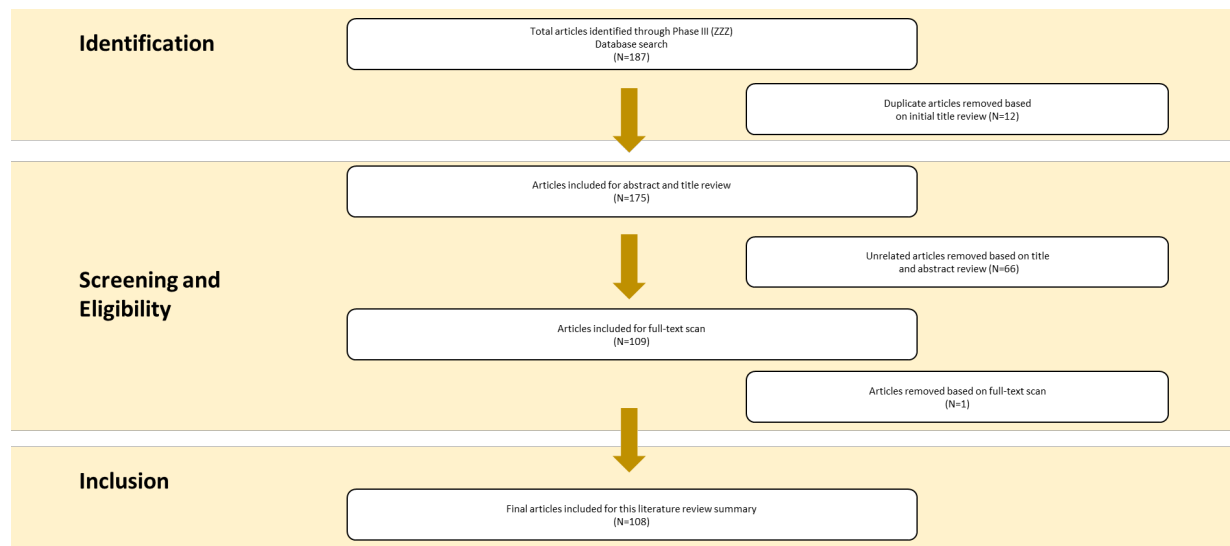 Identification
Total articles identified through Phase III (ZZZ)
Database search
(N=187)
Duplicate articles removed based
on initial title review (N=12)
Articles included for abstract and title review
(N=175)
Screening and
Eligibility
Unrelated articles removed based on title
and abstract review (N=66)
Articles included for full-text scan
(N=109)
Articles removed based on full-text scan
(N=1)
Inclusion
Final articles included for this literature review summary
(N=108)